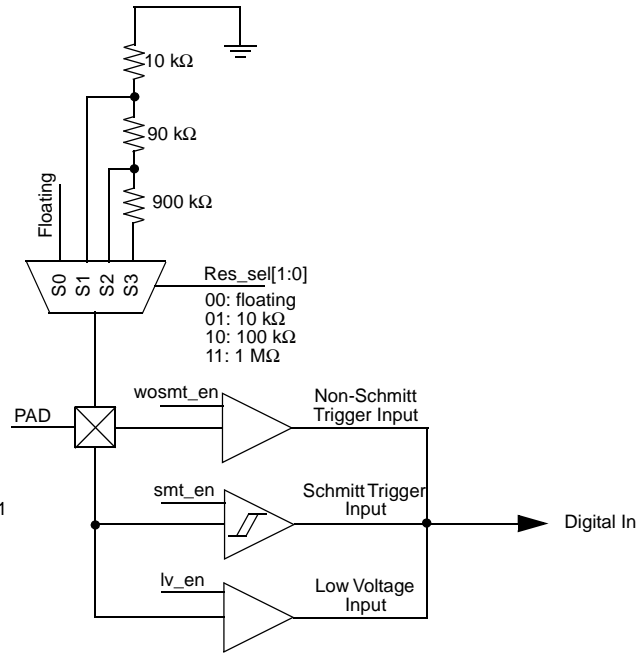 10 kΩ
90 kΩ
900 kΩ
Floating
S0
S1
S2
S3
Res_sel[1:0]
00: floating
01: 10 kΩ
10: 100 kΩ
11: 1 MΩ
PAD
wosmt_en
Non-Schmitt
Trigger Input
smt_en
Schmitt Trigger
Input
1
Digital In
lv_en
Low Voltage
Input